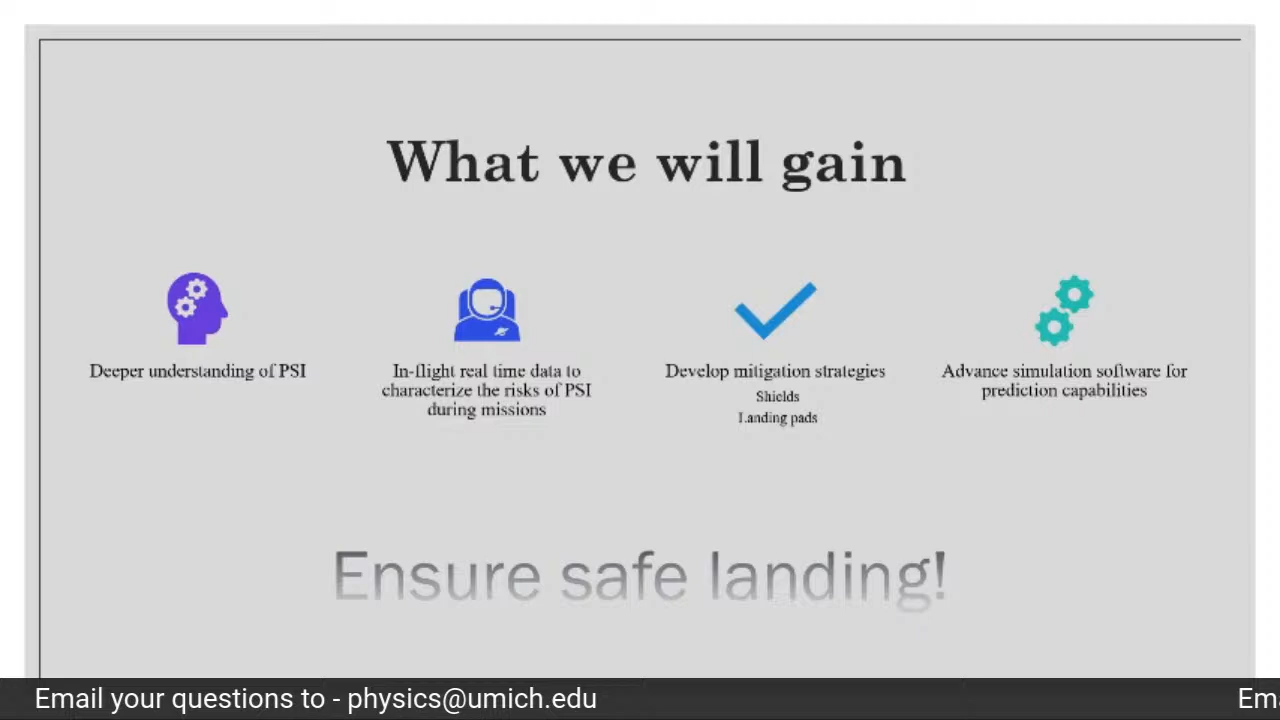 What we will gain
Deeper understanding of PSI
In-flight real time data to
characterize the risks of PSI
during missions
Develop mitigation strategies
Shields
Landing pads
Advance simulation software for
prediction capabilities
Ensure safe landing!
Email your questions to - physics@umich.edu